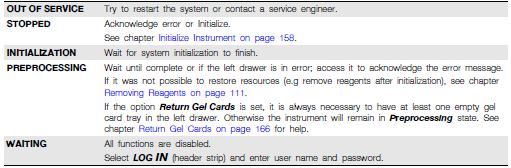 OUT OF SERVICE Try to restart the system or contact a service engineer.
STOPPED Acknowledge error or Initialize.
See chapter Initialize Instrument on page 158.
INITIALIZATION Wait for system initialization to finish.
PREPROCESSING Wait until complete or if the left drawer is in error; access it to acknowledge the error message.
If it was not possible to restore resources (e.g remove reagents after initialization), see chapter
Removing Reagents on page 111.
If the option Return Gel Cards is set, it is always necessary to have at least one empty gel
card tray in the left drawer. Otherwise the instrument will remain in Preprocessing state. See
chapter Return Gel Cards on page 166 for help.
WAITING All functions are disabled.
Select LOG IN (header strip) and enter user name and password.